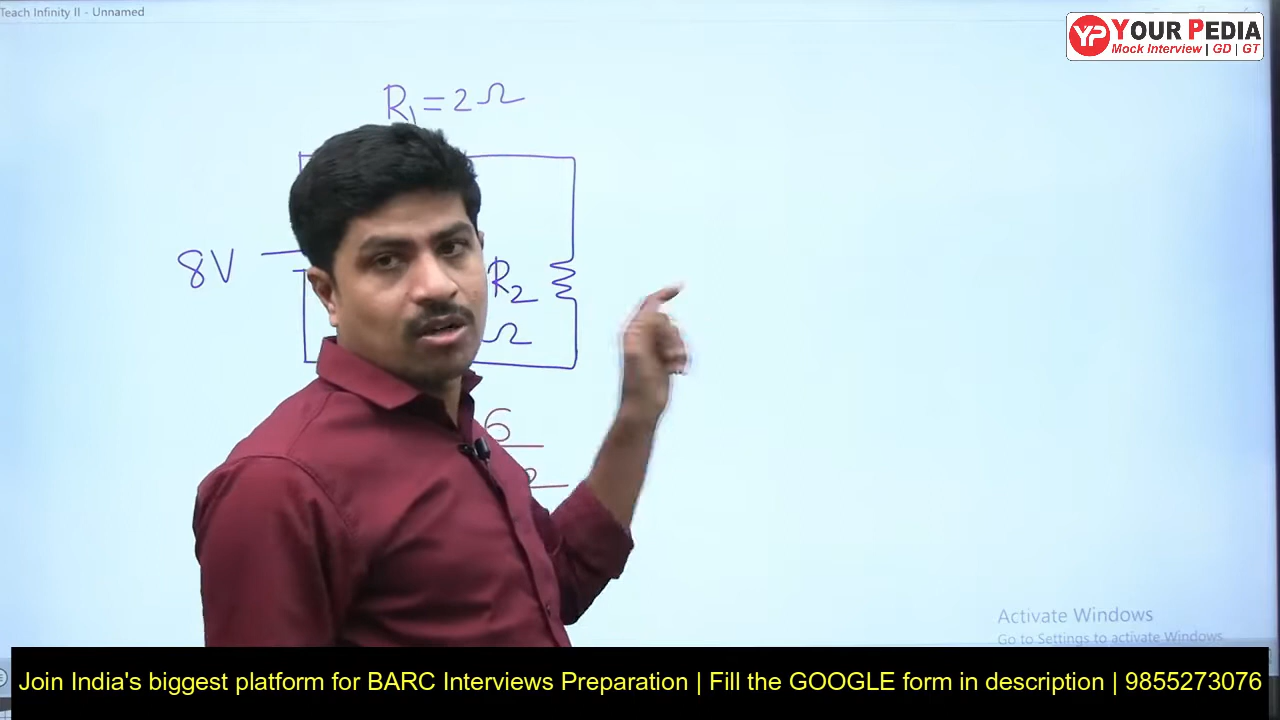 Teach Infinity II - Unnamed
YP YOUR PEDIA
Mock Interview | GD | GT
R₁ = 2 Ω
8V
R₂
Ω
6
Activate Windows
Go to Settings to activate Windows.
Join India's biggest platform for BARC Interviews Preparation | Fill the GOOGLE form in description | 9855273076